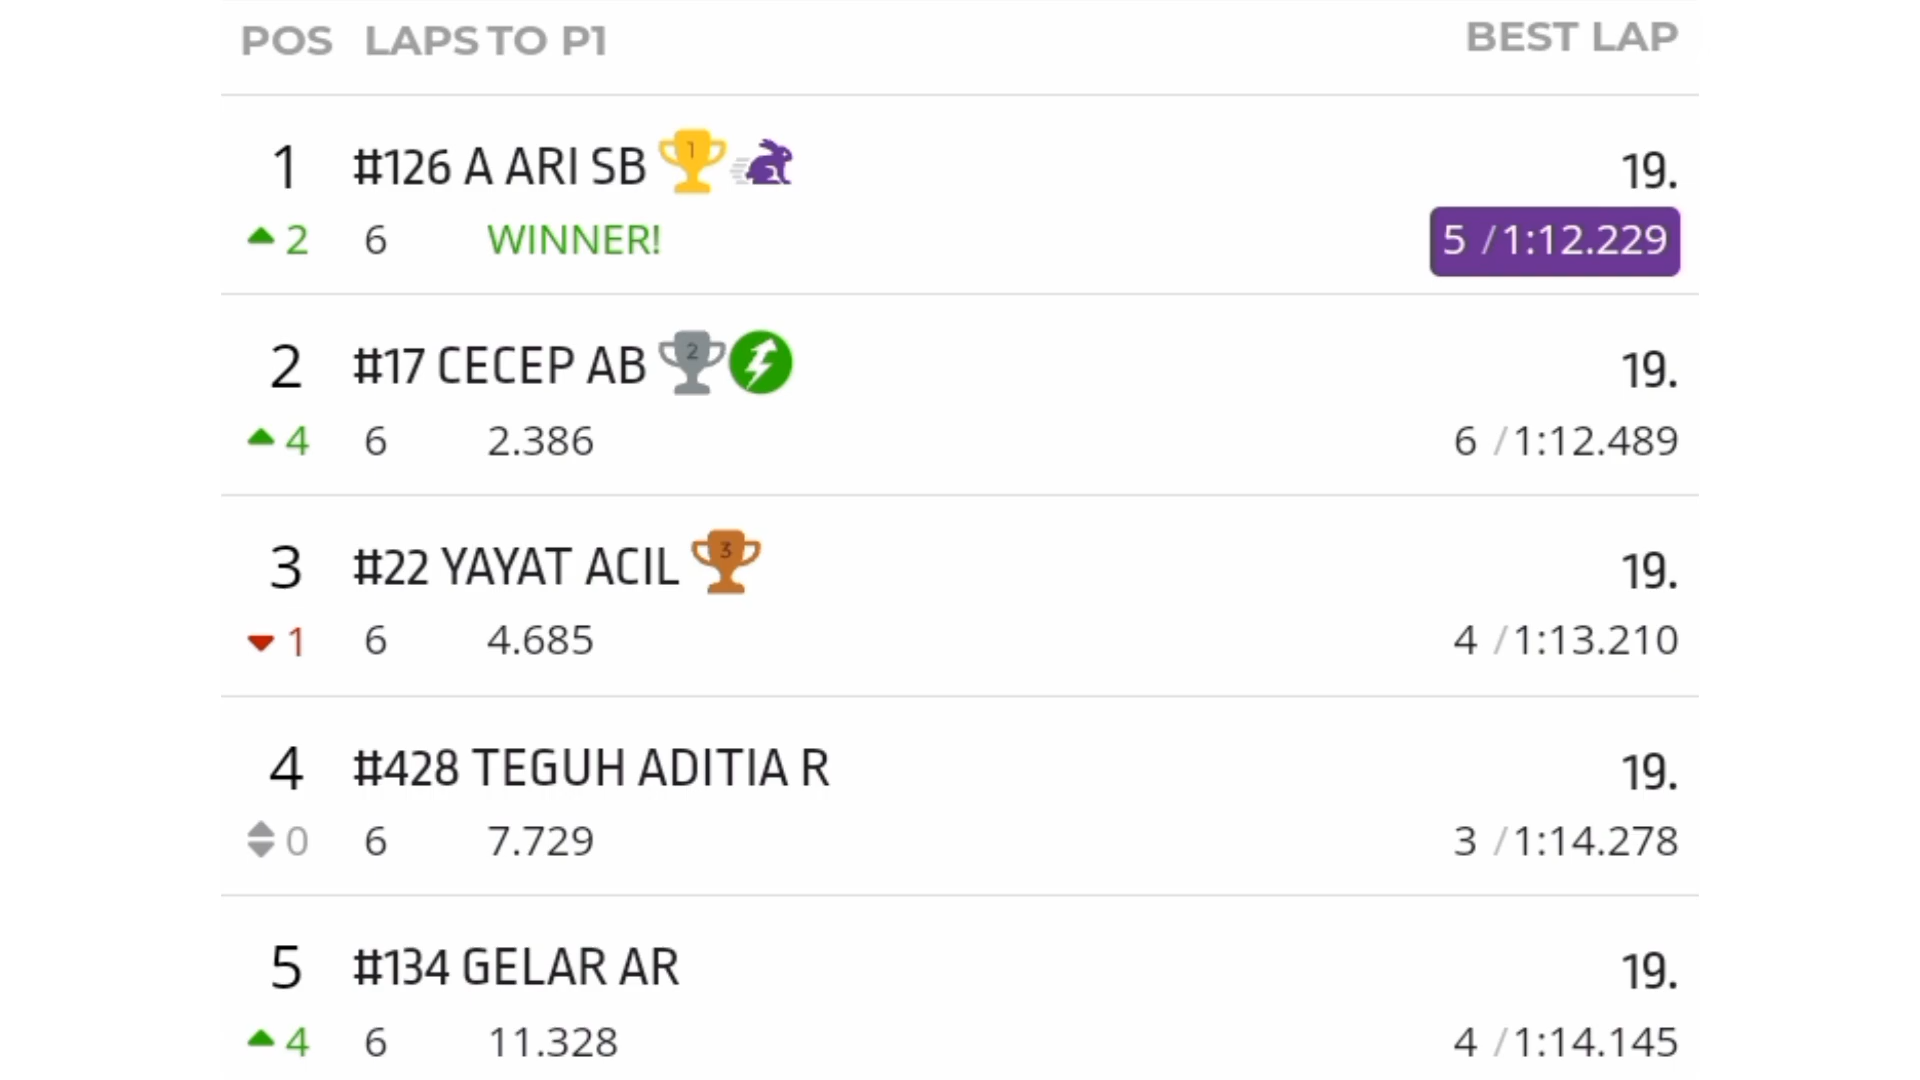 POS LAPS TO P1 BEST LAP
1 #126 A ARI SB 1 19.
2 6 WINNER! 5 / 1:12.229
2 #17 CECEP AB 2 19.
4 6 2.386 6 / 1:12.489
3 #22 YAYAT ACIL 3 19.
1 6 4.685 4 / 1:13.210
4 #428 TEGUH ADITIA R 19.
0 6 7.729 3 / 1:14.278
5 #134 GELAR AR 19.
4 6 11.328 4 / 1:14.145